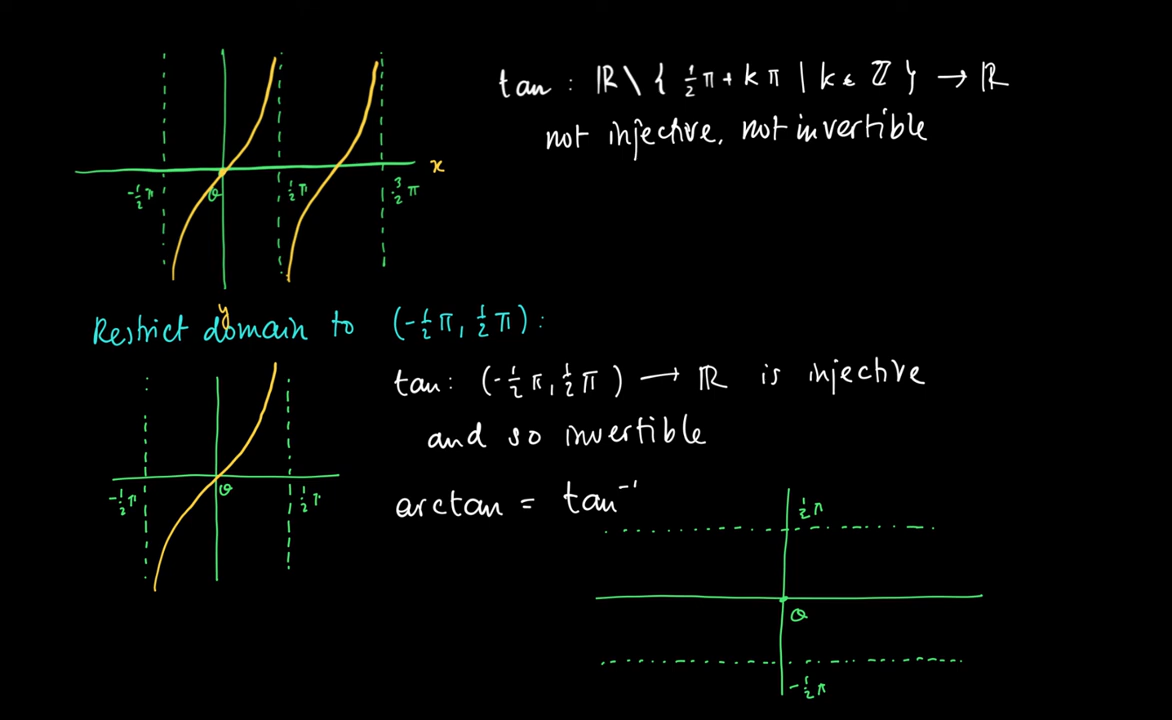 tan : ℝ \ { ½π + k π | k ∈ ℤ } → ℝ
not injective, not invertible
x
-½π 0 ½π 3/2 π
y
Restrict domain to (-½π, ½π) :
tan : (-½π, ½π) → ℝ is injective
and so invertible
-½π 0 ½π
arctan = tan⁻¹
½π
0
-½π